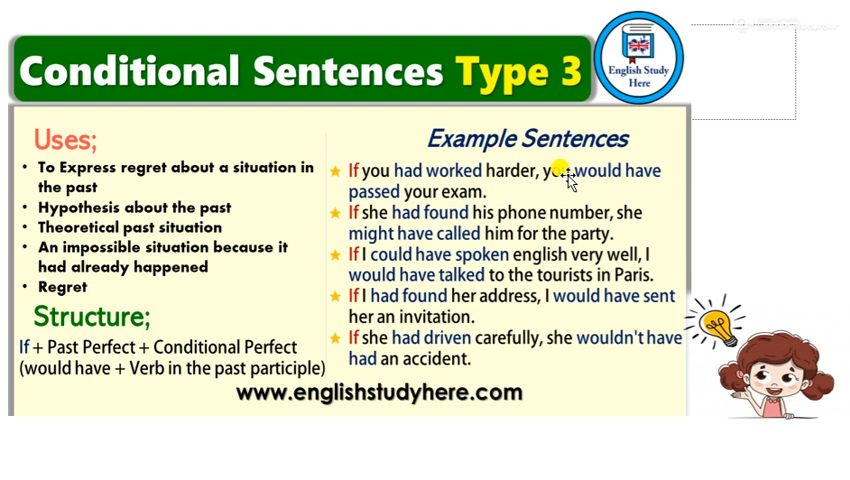 Conditional Sentences Type 3
English Study
Here
Uses;
• To Express regret about a situation in
the past
• Hypothesis about the past
• Theoretical past situation
• An impossible situation because it
had already happened
• Regret
Structure;
If + Past Perfect + Conditional Perfect
(would have + Verb in the past participle)
Example Sentences
If you had worked harder, would have
passed your exam.
If she had found his phone number, she
might have called him for the party.
If I could have spoken english very well, I
would have talked to the tourists in Paris.
If I had found her address, I would have sent
her an invitation.
If she had driven carefully, she wouldn't have
had an accident.
www.englishstudyhere.com